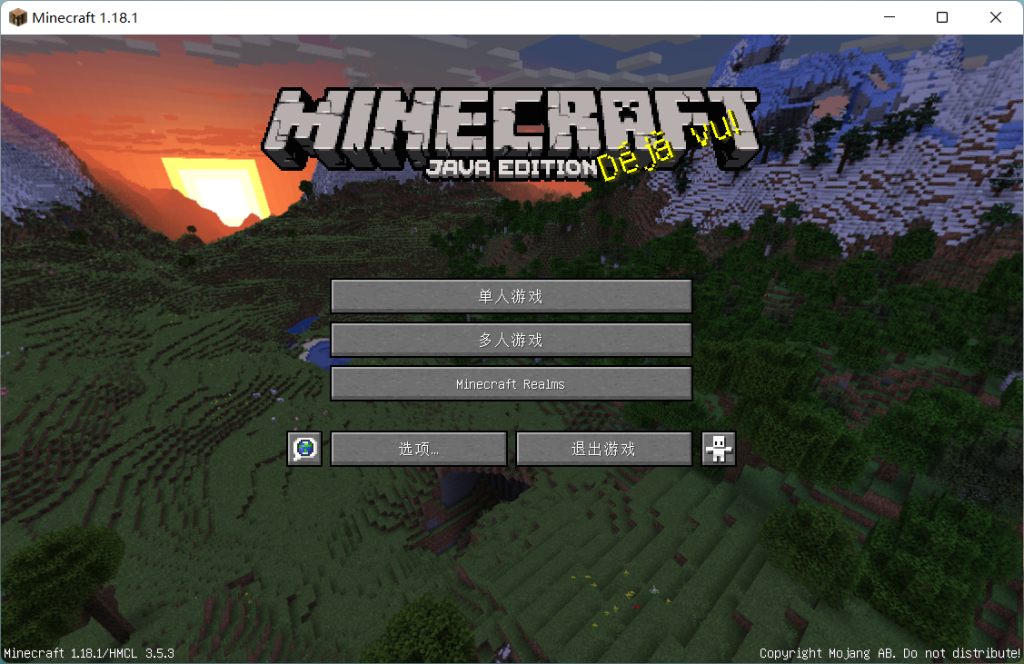 Minecraft 1.18.1
MINECRAFT
JAVA EDITION
Déjà vu!
单人游戏
多人游戏
Minecraft Realms
选项… 退出游戏
Minecraft 1.18.1/HMCL 3.5.3 Copyright Mojang AB. Do not distribute!